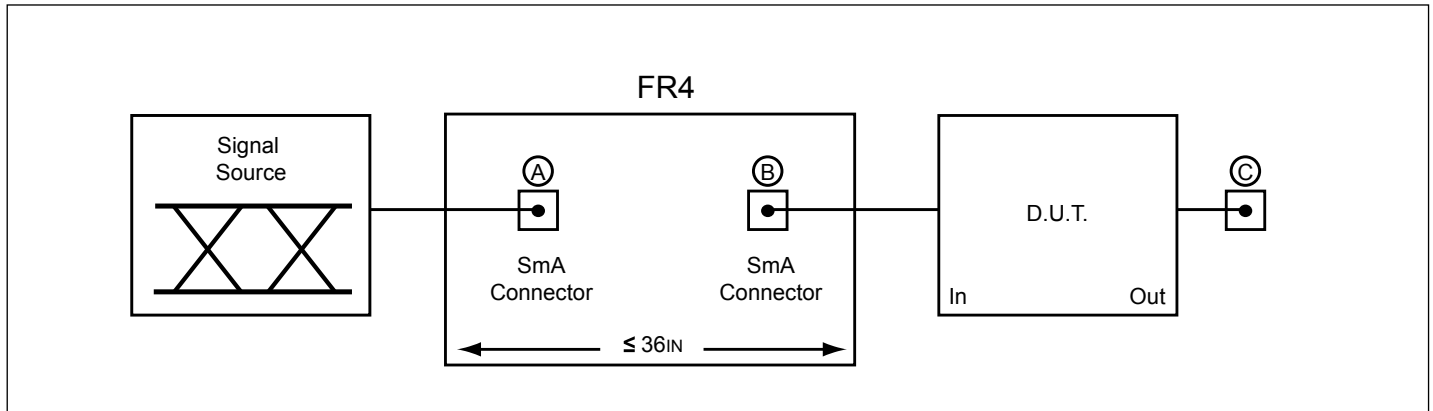 FR4
Signal
Source
A
B
C
D.U.T.
SmA
Connector
SmA
Connector
In
Out
≤ 36IN